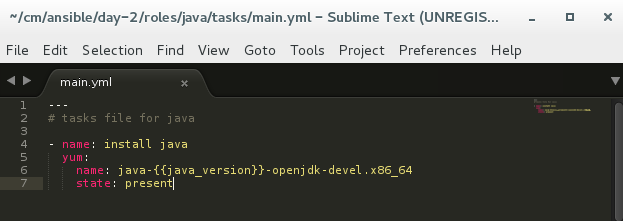 ~/cm/ansible/day-2/roles/java/tasks/main.yml - Sublime Text (UNREGIS...
File Edit Selection Find View Goto Tools Project Preferences Help
main.yml
1 ---
2 # tasks file for java
3
4 - name: install java
5 yum:
6 name: java-{{java_version}}-openjdk-devel.x86_64
7 state: present